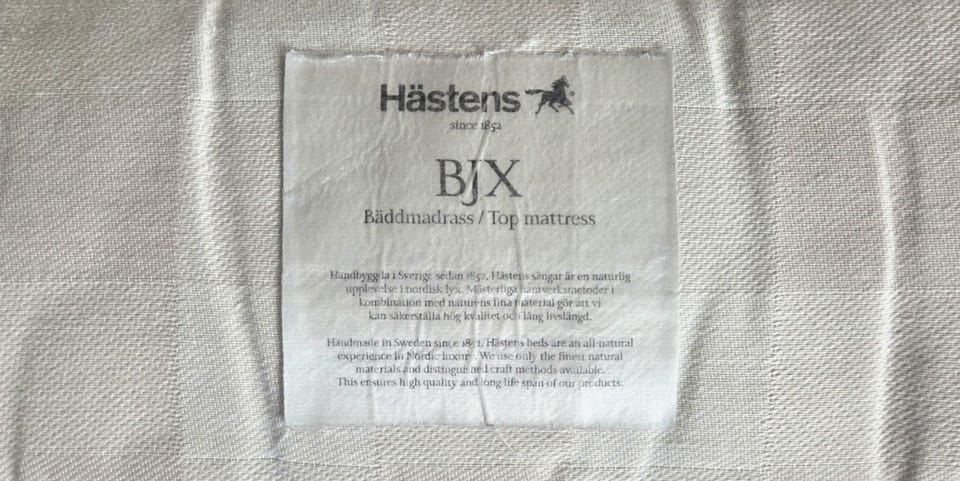 Hästens
since 1852
BJX
Bäddmadrass / Top mattress
Handbyggda i Sverige sedan 1852. Hästens sängar är en naturlig
upplevelse i nordisk lyx. Mästerliga hantverksmetoder i
kombination med naturens fina material gör att vi
kan säkerställa hög kvalitet och lång livslängd.
Handmade in Sweden since 1852. Hästens beds are an all-natural
experience in Nordic luxury. We use only the finest natural
materials and distinguished craft methods available.
This ensures high quality and long life span of our products.